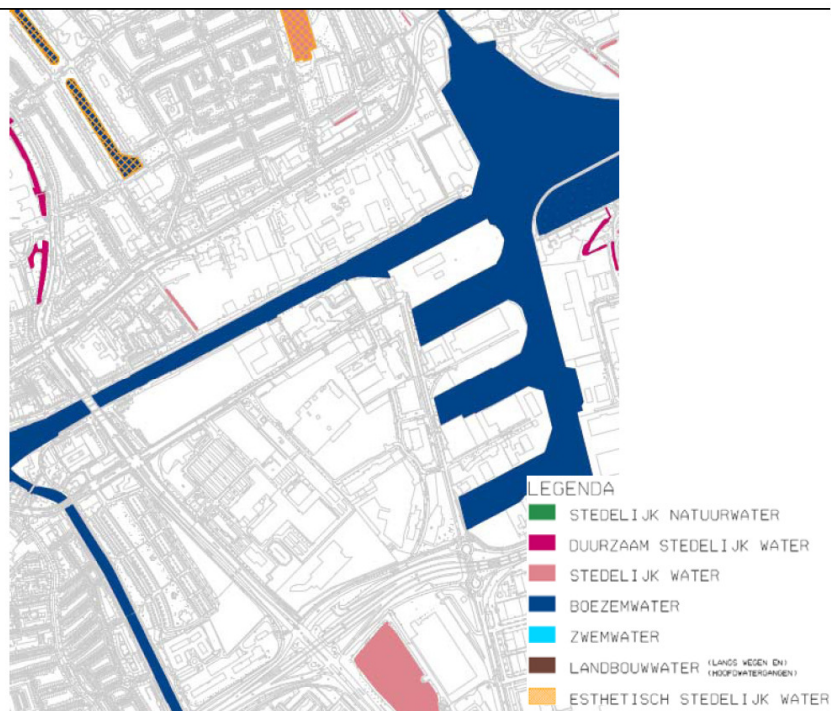 LEGENDA
STEDELIJK NATUURWATER
DUURZAAM STEDELIJK WATER
STEDELIJK WATER
BOEZEMWATER
ZWEMWATER
LANDBOUWWATER (LANGS WEGEN EN)
(HOOFDWATERGANGEN)
ESTHETISCH STEDELIJK WATER